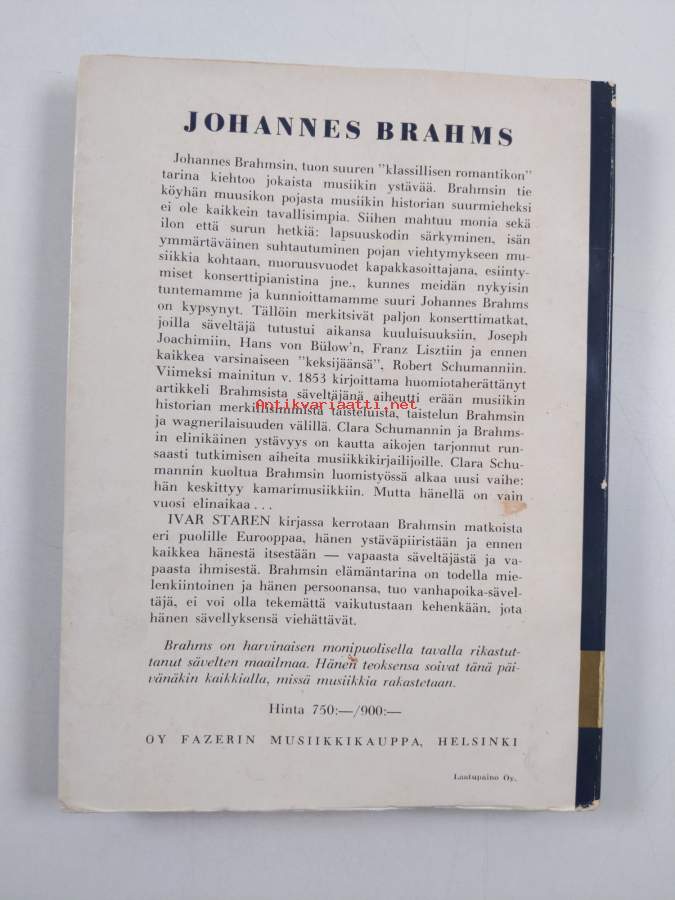 JOHANNES BRAHMS
Johannes Brahmsin, tuon suuren "klassillisen romantikon"
tarina kiehtoo jokaista musiikin ystävää. Brahmsin tie
köyhän muusikon pojasta musiikin historian suurmieheksi
ei ole kaikkein tavallisimpia. Siihen mahtuu monia sekä
ilon että surun hetkiä: lapsuuskodin särkyminen, isän
ymmärtäväinen suhtautuminen pojan viehtymykseen mu-
siikkia kohtaan, nuoruusvuodet kapakkasoittajana, esiinty-
miset konserttipianistina jne., kunnes meidän nykyisin
tuntemamme ja kunnioittamamme suuri Johannes Brahms
on kypsynyt. Tällöin merkitsivät paljon konserttimatkat,
joilla säveltäjä tutustui aikansa kuuluisuuksiin, Joseph
Joachimiin, Hans von Bülow'n, Franz Lisztiin ja ennen
kaikkea varsinaiseen "keksijäänsä", Robert Schumanniin.
Viimeksi mainitun v. 1853 kirjoittama huomiotaherättänyt
artikkeli Brahmsista säveltäjänä aiheutti erään musiikin
Antikvariaatti.net
historian merkillisimmistä taisteluista, taistelun Brahmsin
ja wagnerilaisuuden välillä. Clara Schumannin ja Brahms-
in elinikäinen ystävyys on kautta aikojen tarjonnut run-
saasti tutkimisen aiheita musiikkikirjailijoille. Clara Schu-
mannin kuoltua Brahmsin luomistyössä alkaa uusi vaihe:
hän keskittyy kamarimusiikkiin. Mutta hänellä on vain
vuosi elinaikaa . . .
IVAR STAREN kirjassa kerrotaan Brahmsin matkoista
eri puolille Eurooppaa, hänen ystäväpiiristään ja ennen
kaikkea hänestä itsestään — vapaasta säveltäjästä ja va-
paasta ihmisestä. Brahmsin elämäntarina on todella mie-
lenkiintoinen ja hänen persoonansa, tuo vanhapoika-sävel-
täjä, ei voi olla tekemättä vaikutustaan kehenkään, jota
hänen sävellyksensä viehättävät.
Brahms on harvinaisen monipuolisella tavalla rikastut-
tanut sävelten maailmaa. Hänen teoksensa soivat tänä päi-
vänäkin kaikkialla, missä musiikkia rakastetaan.
Hinta 750:—/900:—
OY FAZERIN MUSIIKKIKAUPPA, HELSINKI
Laatupaino Oy.